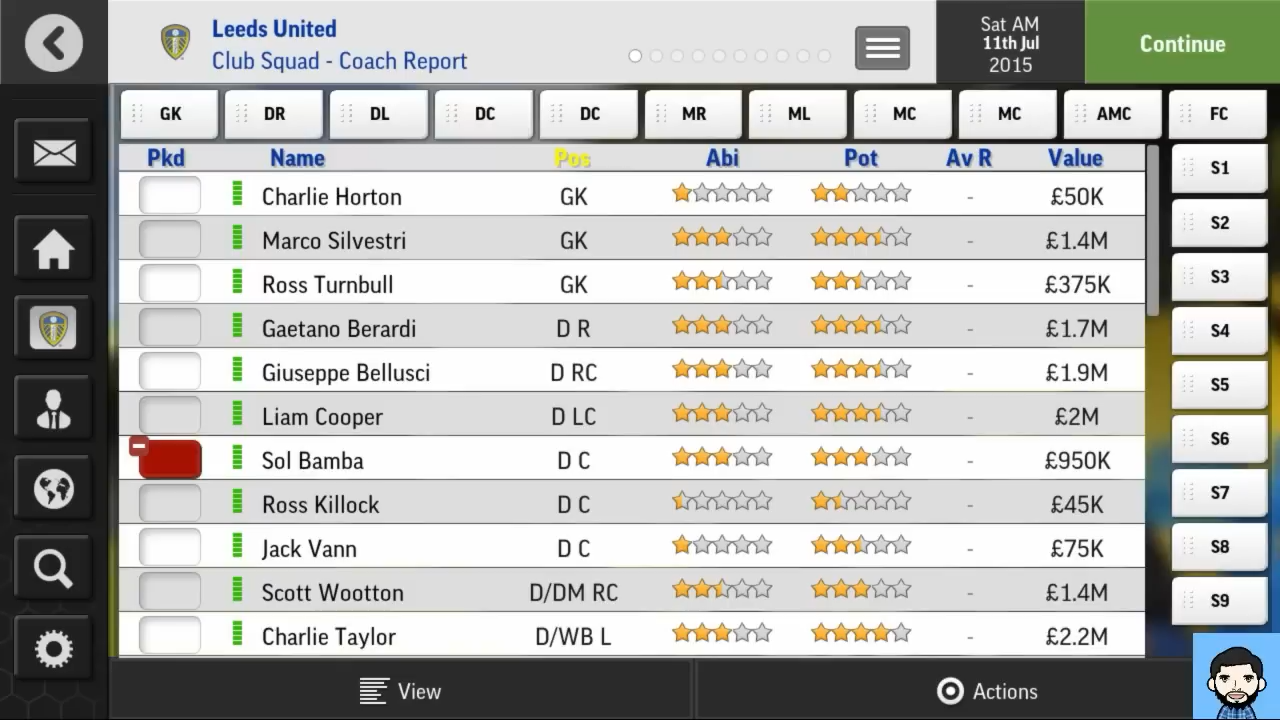 Leeds United
Club Squad - Coach Report
Sat AM
11th Jul
2015
Continue
GK DR DL DC DC MR ML MC MC AMC FC
Pkd Name Pos Abi Pot Av R Value
Charlie Horton GK - £50K
Marco Silvestri GK - £1.4M
Ross Turnbull GK - £375K
Gaetano Berardi D R - £1.7M
Giuseppe Bellusci D RC - £1.9M
Liam Cooper D LC - £2M
Sol Bamba D C - £950K
Ross Killock D C - £45K
Jack Vann D C - £75K
Scott Wootton D/DM RC - £1.4M
Charlie Taylor D/WB L - £2.2M
S1
S2
S3
S4
S5
S6
S7
S8
S9
View
Actions